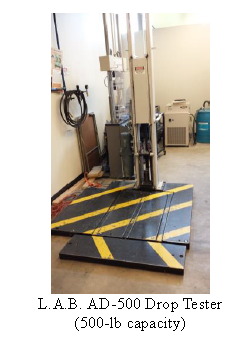 L.A.B. AD-500 Drop Tester
(500-lb capacity)